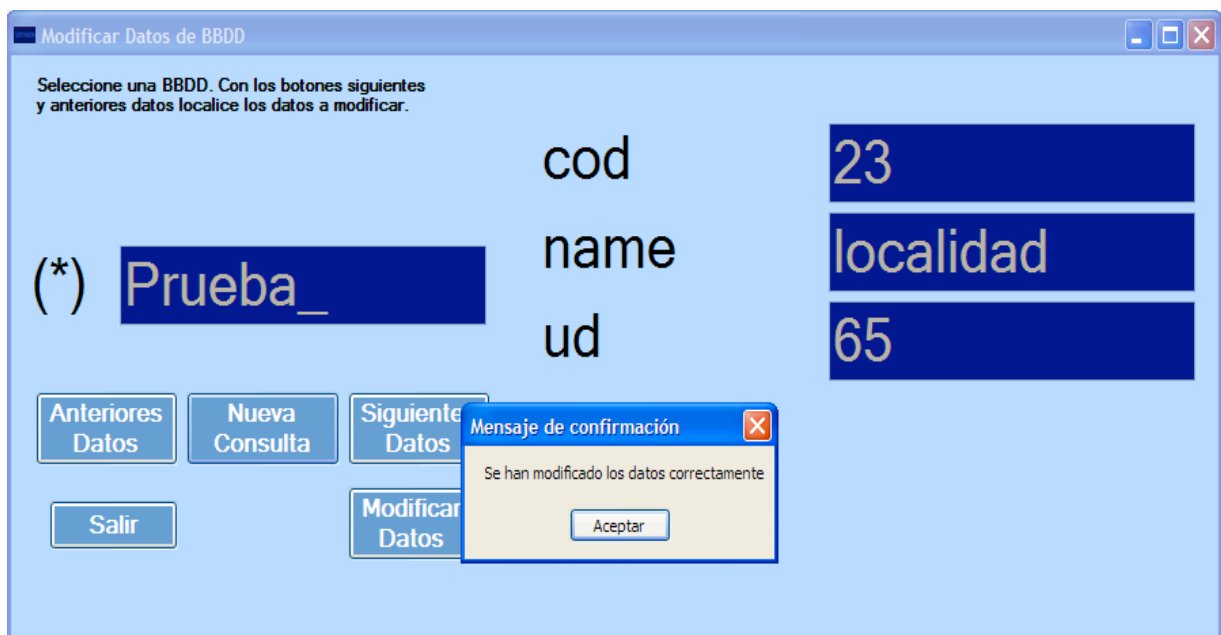 Modificar Datos de BBDD
Seleccione una BBDD. Con los botones siguientes
y anteriores datos localice los datos a modificar.
cod
23
name
localidad
(*)
Prueba_
ud
65
Anteriores
Datos
Nueva
Consulta
Siguiente
Datos
Mensaje de confirmación
Se han modificado los datos correctamente
Aceptar
Salir
Modificar
Datos